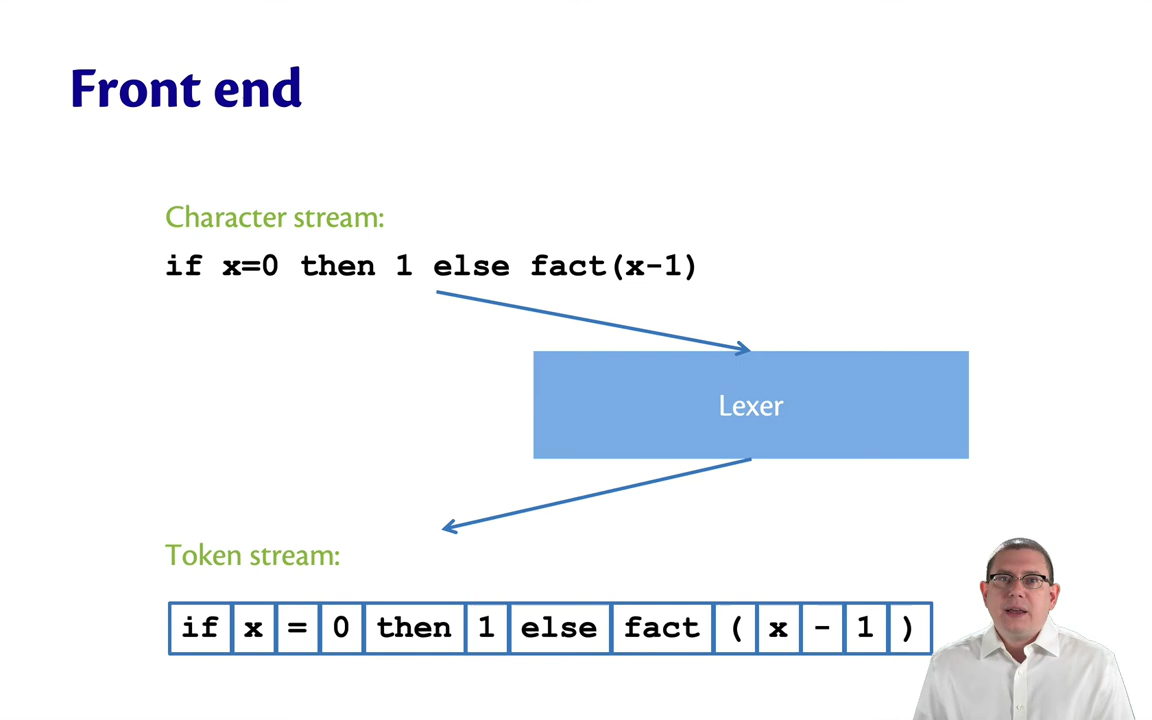 Front end
Character stream:
if x=0 then 1 else fact(x-1)
Lexer
Token stream:
if x = 0 then 1 else fact ( x - 1 )